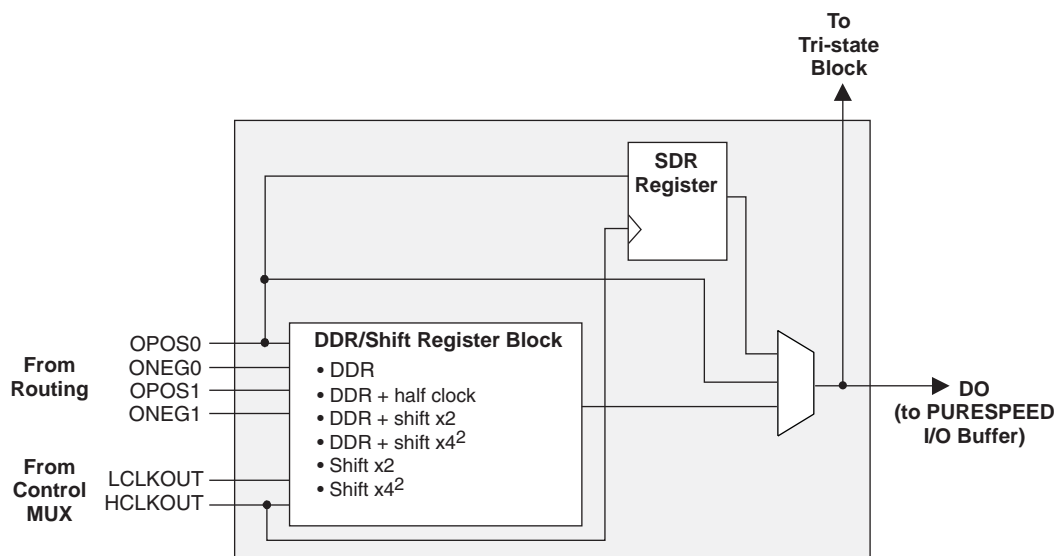 To
Tri-state
Block
SDR
Register
From
Routing
OPOS0
ONEG0
OPOS1
ONEG1
From
Control
MUX
LCLKOUT
HCLKOUT
DDR/Shift Register Block
• DDR
• DDR + half clock
• DDR + shift x2
• DDR + shift x4²
• Shift x2
• Shift x4²
DO
(to PURESPEED
I/O Buffer)